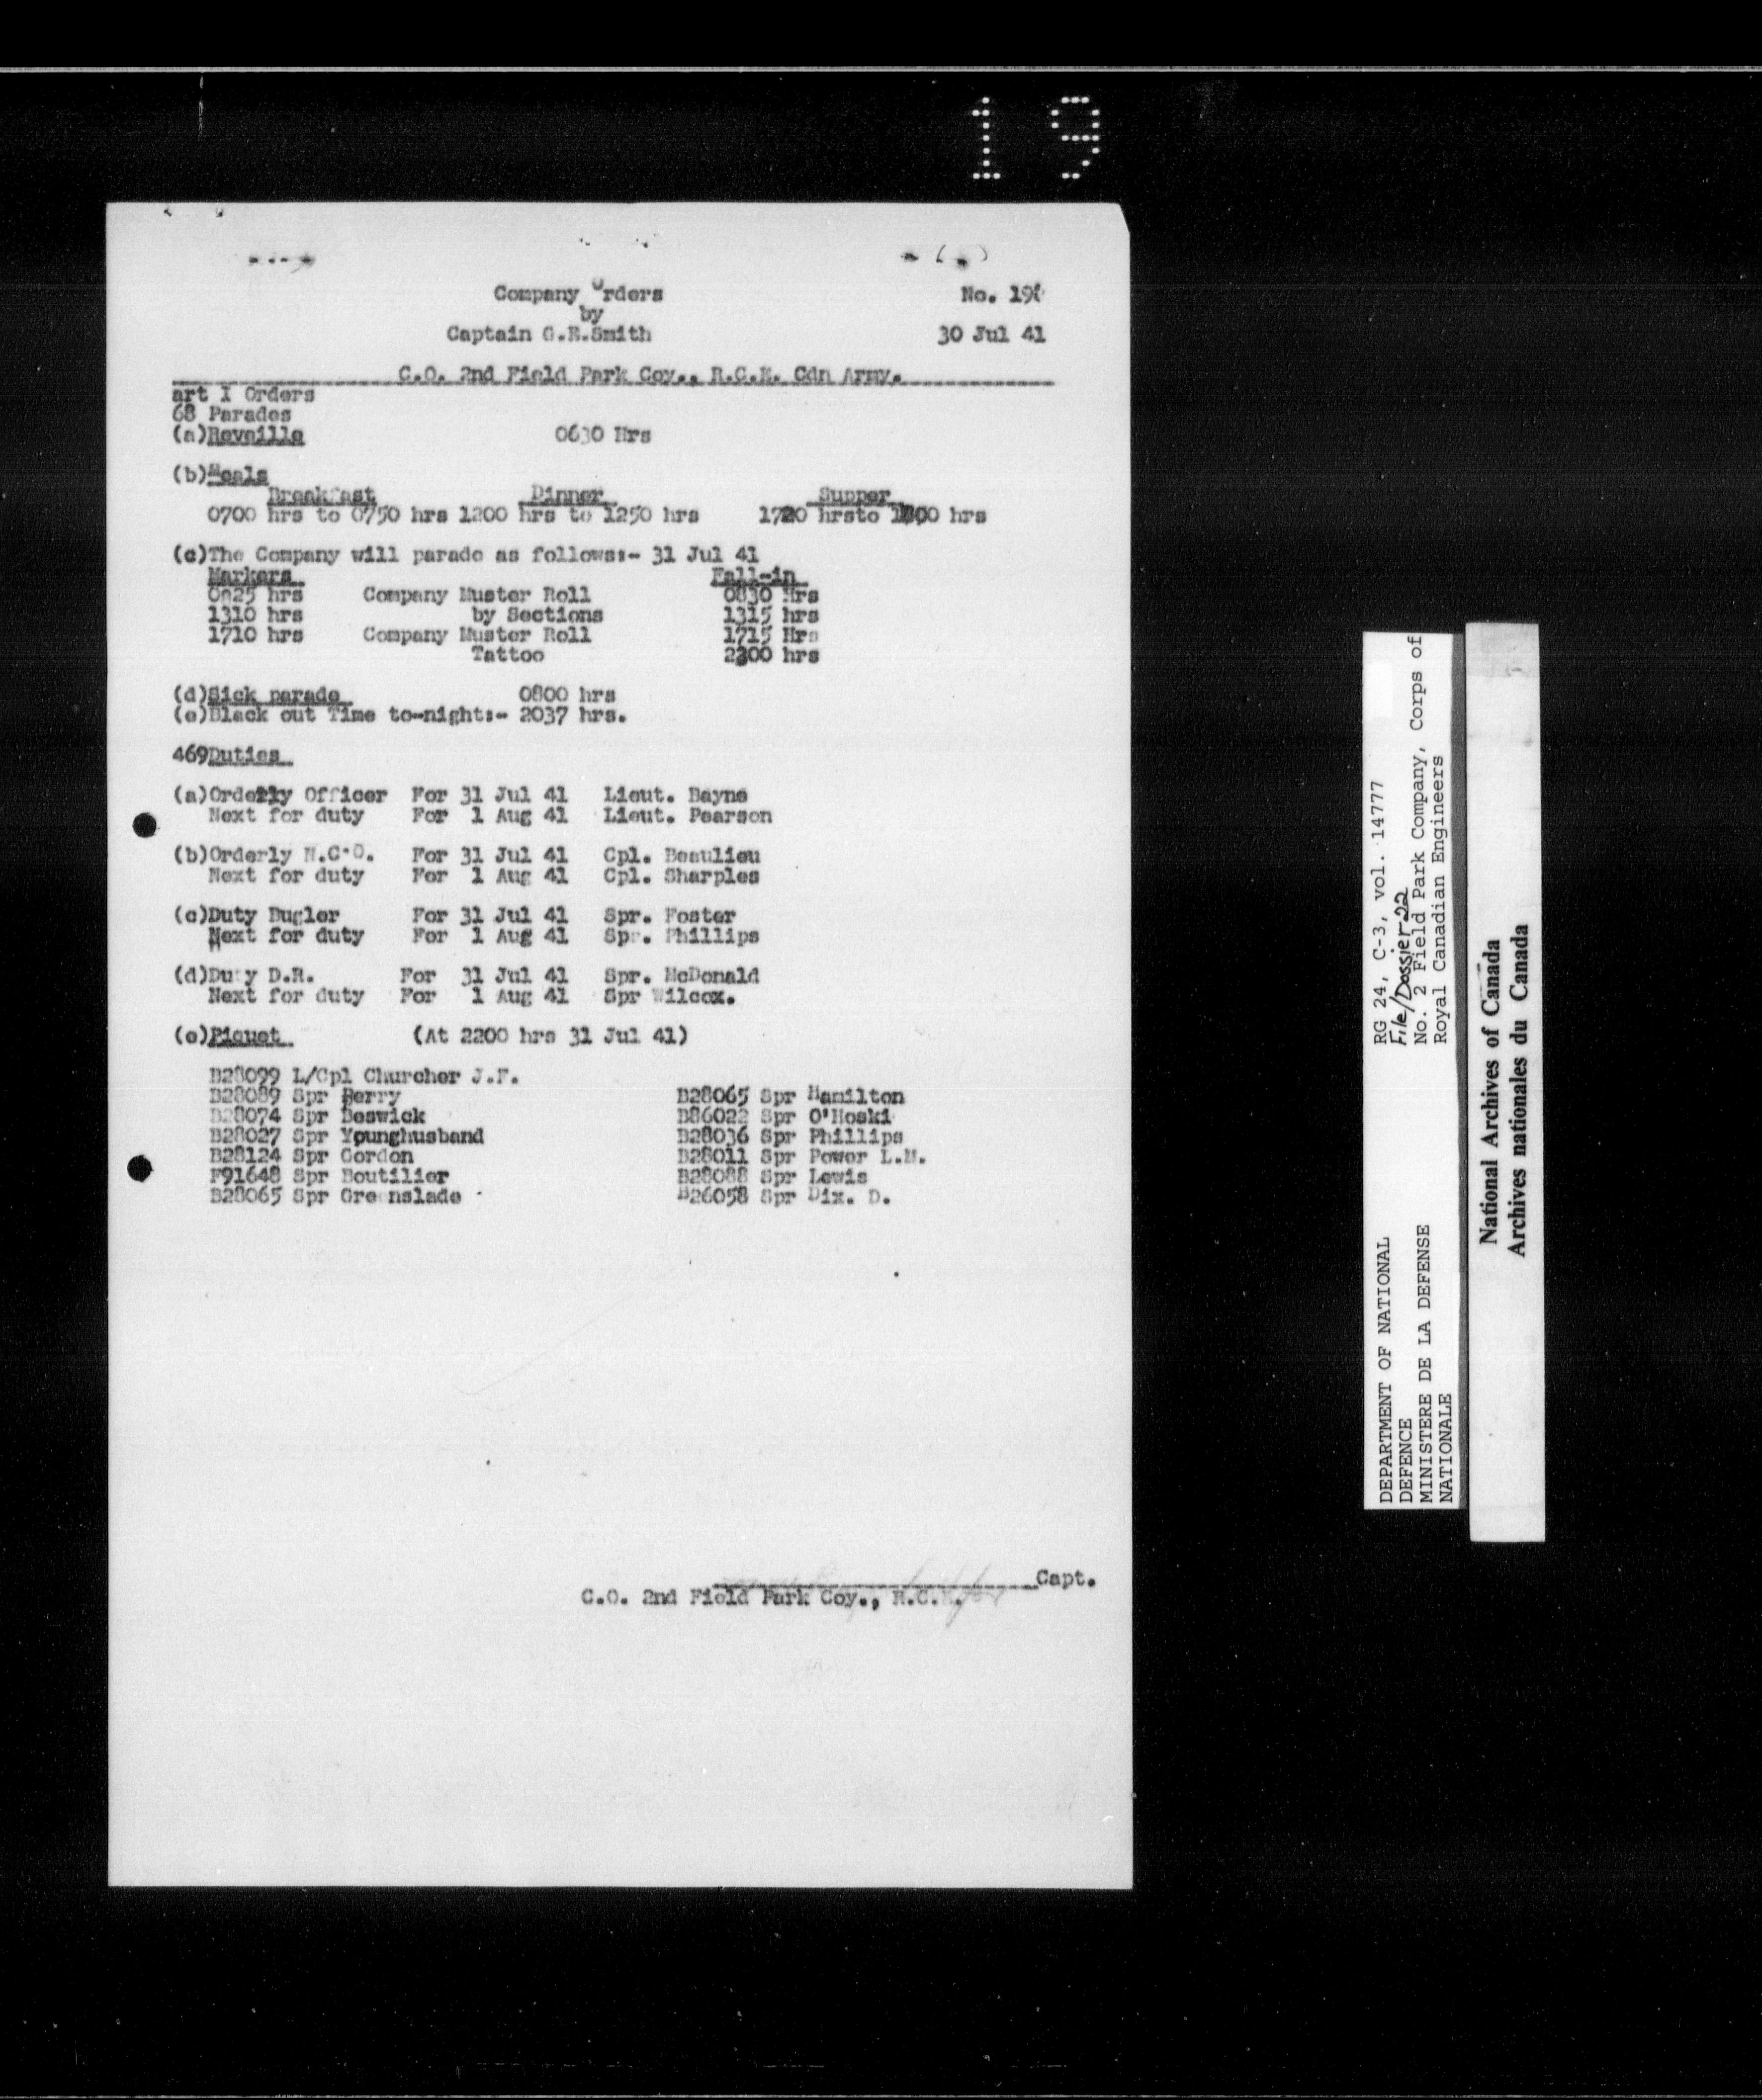 19
Company Orders
No. 19
by
Captain G.E.Smith
30 Jul 41
C.O. 2nd Field Park Coy., R.C.E. Cdn Army.
art I Orders
68 Parades
(a)Reveille 0630 Hrs
(b)Meals
Breakfast Dinner Supper
0700 hrs to 0750 hrs 1200 hrs to 1250 hrs 1720 hrsto 1800 hrs
(c)The Company will parade as follows:- 31 Jul 41
Markers Fall-in
0825 hrs Company Muster Roll 0830 Hrs
1310 hrs by Sections 1315 hrs
1710 hrs Company Muster Roll 1715 Hrs
Tattoo 2200 hrs
(d)Sick parade 0800 hrs
(e)Black out Time to-night:- 2037 hrs.
469Duties
(a)Orderly Officer For 31 Jul 41 Lieut. Bayne
Next for duty For 1 Aug 41 Lieut. Pearson
(b)Orderly N.C.O. For 31 Jul 41 Cpl. Beaulieu
Next for duty For 1 Aug 41 Cpl. Sharples
(c)Duty Bugler For 31 Jul 41 Spr. Foster
Next for duty For 1 Aug 41 Spr. Phillips
(d)Duty D.R. For 31 Jul 41 Spr. McDonald
Next for duty For 1 Aug 41 Spr Wilcox.
(e)Piquet (At 2200 hrs 31 Jul 41)
B28099 L/Cpl Churcher J.F.
B28089 Spr Berry B28065 Spr Hamilton
B28074 Spr Beswick B86022 Spr O'Hoski
B28027 Spr Younghusband B28036 Spr Phillips
B28124 Spr Gordon B28011 Spr Power L.M.
F91648 Spr Boutilier B28088 Spr Lewis
B28065 Spr Greenslade B26058 Spr Dix. D.
Capt.
C.O. 2nd Field Park Coy., R.C.E.
DEPARTMENT OF NATIONAL
DEFENCE
MINISTERE DE LA DEFENSE
NATIONALE
RG 24, C-3, vol. 14777
File/Dossier 22
No. 2 Field Park Company, Corps of
Royal Canadian Engineers
National Archives of Canada
Archives nationales du Canada